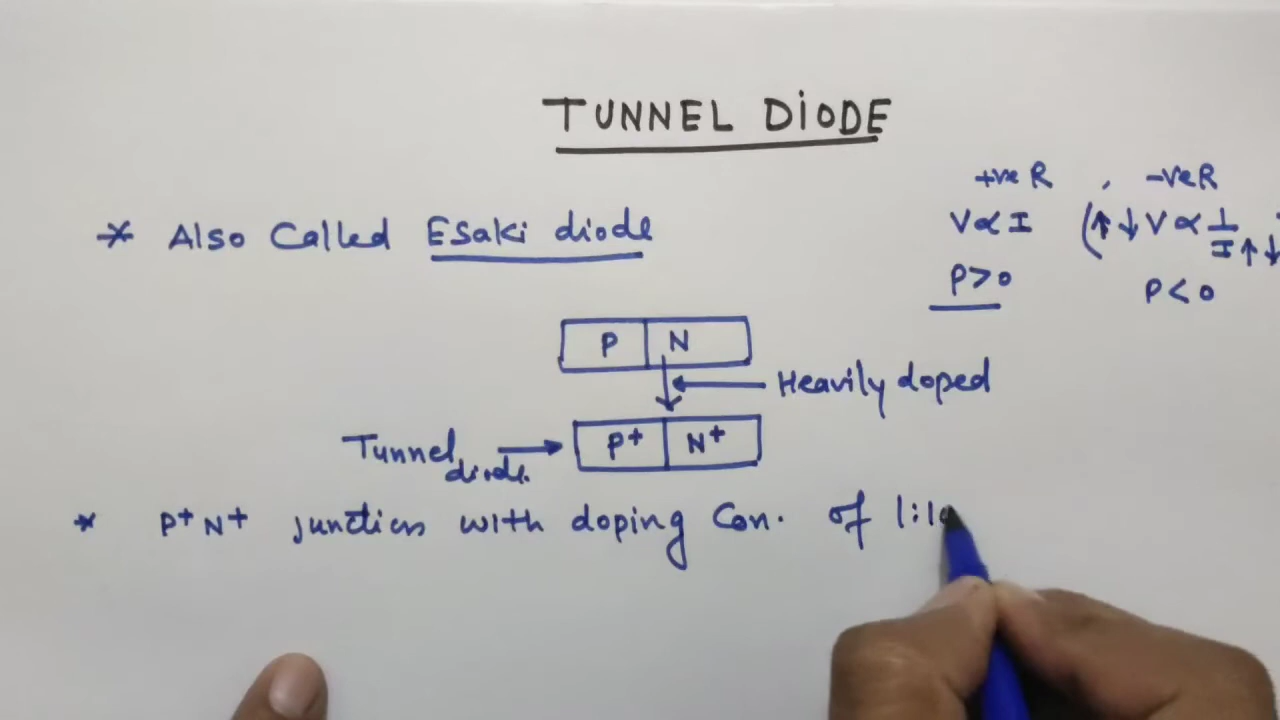 TUNNEL DiODE
+ve R , -ve R
V∝I (↑↓ V∝ 1/I ↑↓
P>0 P<0
* Also Called Esaki diode
P N
Heavily doped
Tunnel diode. P+ N+
* P+ N+ junction with doping Con. of 1:10